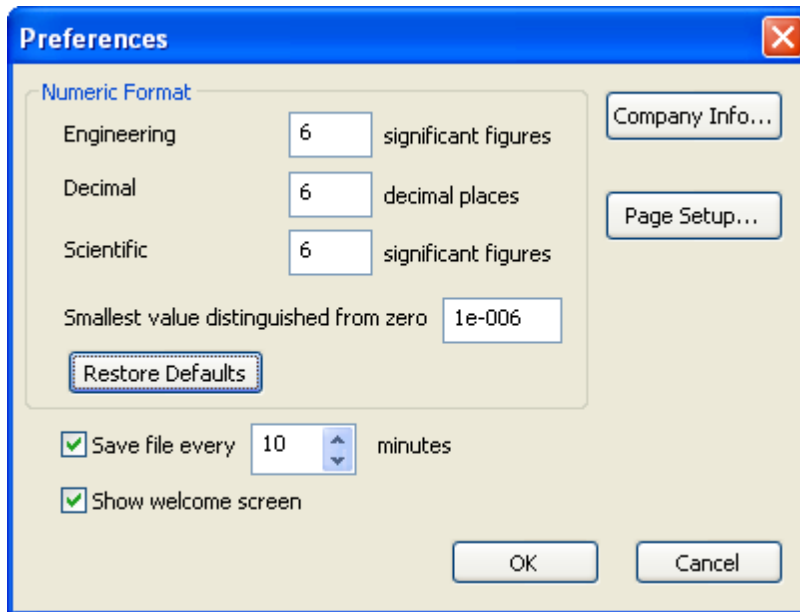 Preferences
Numeric Format
Engineering 6 significant figures
Decimal 6 decimal places
Scientific 6 significant figures
Smallest value distinguished from zero 1e-006
Restore Defaults
Company Info...
Page Setup...
Save file every 10 minutes
Show welcome screen
OK Cancel